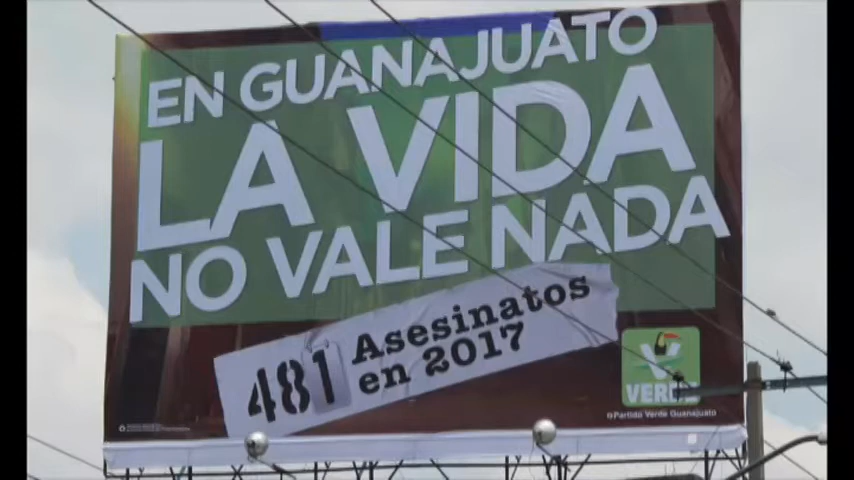 EN GUANAJUATO
LA VIDA
NO VALE NADA
481 Asesinatos
en 2017
VERDE
Partido Verde Guanajuato